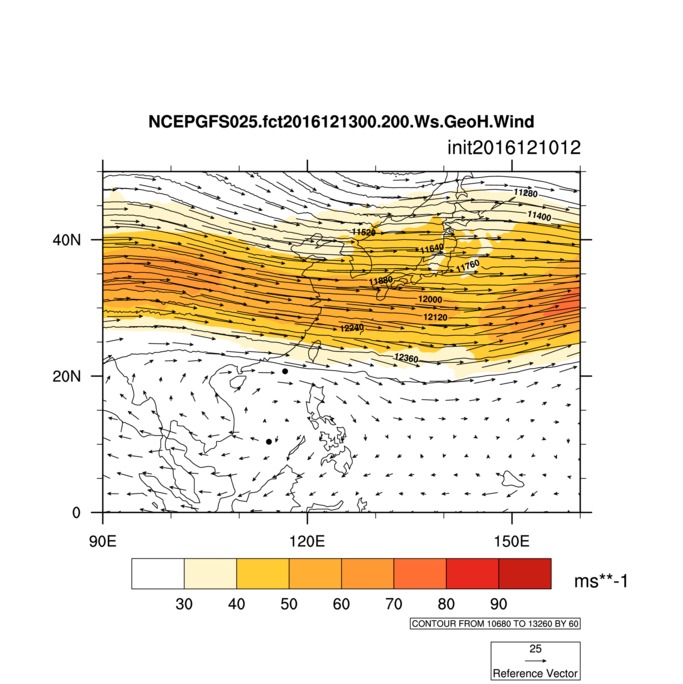 NCEPGFS025.fct2016121300.200.Ws.GeoH.Wind
init2016121012
11280
11400
11520
40N
11640
11760
11880
12000
12120
12240
12360
20N
0
90E 120E 150E
ms**-1
30 40 50 60 70 80 90
CONTOUR FROM 10680 TO 13260 BY 60
25
Reference Vector